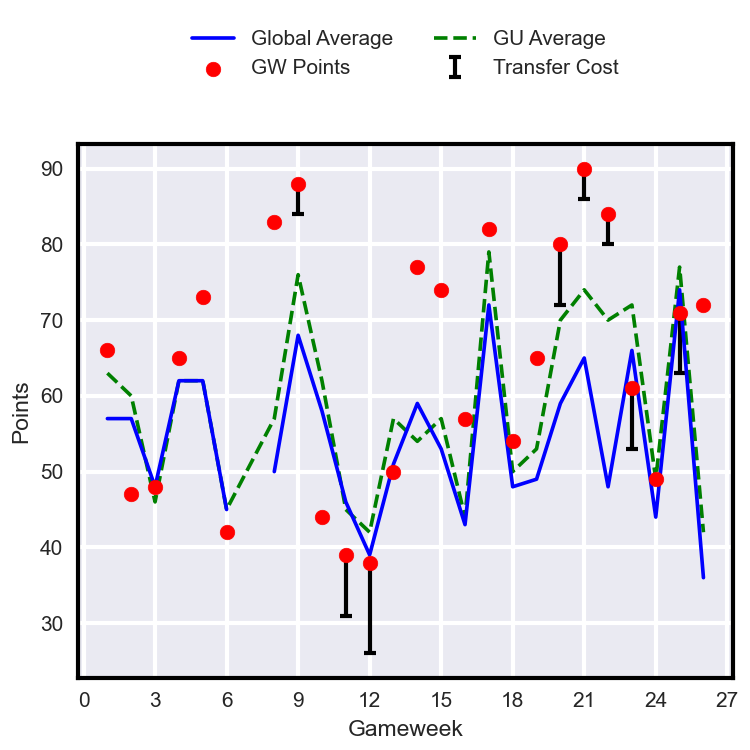 Global Average
GU Average
GW Points
Transfer Cost
90
80
70
60
50
40
30
Points
0 3 6 9 12 15 18 21 24 27
Gameweek